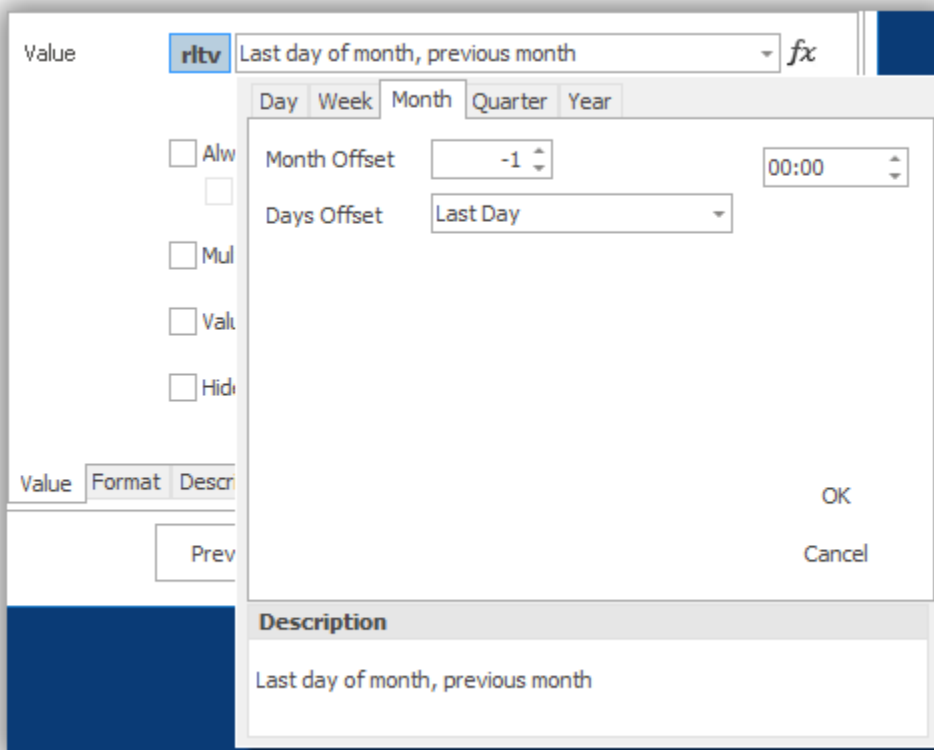 Value rltv Last day of month, previous month fx
Day Week Month Quarter Year
Month Offset -1 00:00
Days Offset Last Day
OK
Cancel
Value Format
Description
Last day of month, previous month